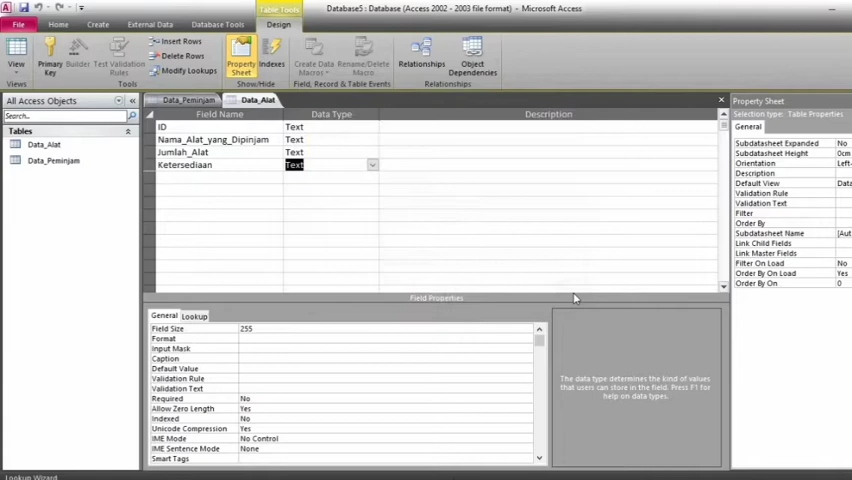 Table Tools
Database5 : Database (Access 2002 - 2003 file format) - Microsoft Access
File Home Create External Data Database Tools Design
View
Primary Key
Builder
Test Validation Rules
Insert Rows
Delete Rows
Modify Lookups
Property Sheet
Indexes
Create Data Macros
Rename/Delete Macro
Relationships
Object Dependencies
Views Tools Show/Hide Field, Record & Table Events Relationships
All Access Objects
Search...
Tables
Data_Alat
Data_Peminjam
Data_Peminjam Data_Alat
Field Name Data Type Description
ID Text
Nama_Alat_yang_Dipinjam Text
Jumlah_Alat Text
Ketersediaan Text
Field Properties
General Lookup
Field Size 255
Format
Input Mask
Caption
Default Value
Validation Rule
Validation Text
Required No
Allow Zero Length Yes
Indexed No
Unicode Compression Yes
IME Mode No Control
IME Sentence Mode None
Smart Tags
The data type determines the kind of values
that users can store in the field. Press F1 for
help on data types.
Property Sheet
Selection type: Table Properties
General
Subdatasheet Expanded No
Subdatasheet Height 0cm
Orientation Left-
Description
Default View Data
Validation Rule
Validation Text
Filter
Order By
Subdatasheet Name [Aut
Link Child Fields
Link Master Fields
Filter On Load No
Order By On Load Yes
Order By On 0
Lookup Wizard